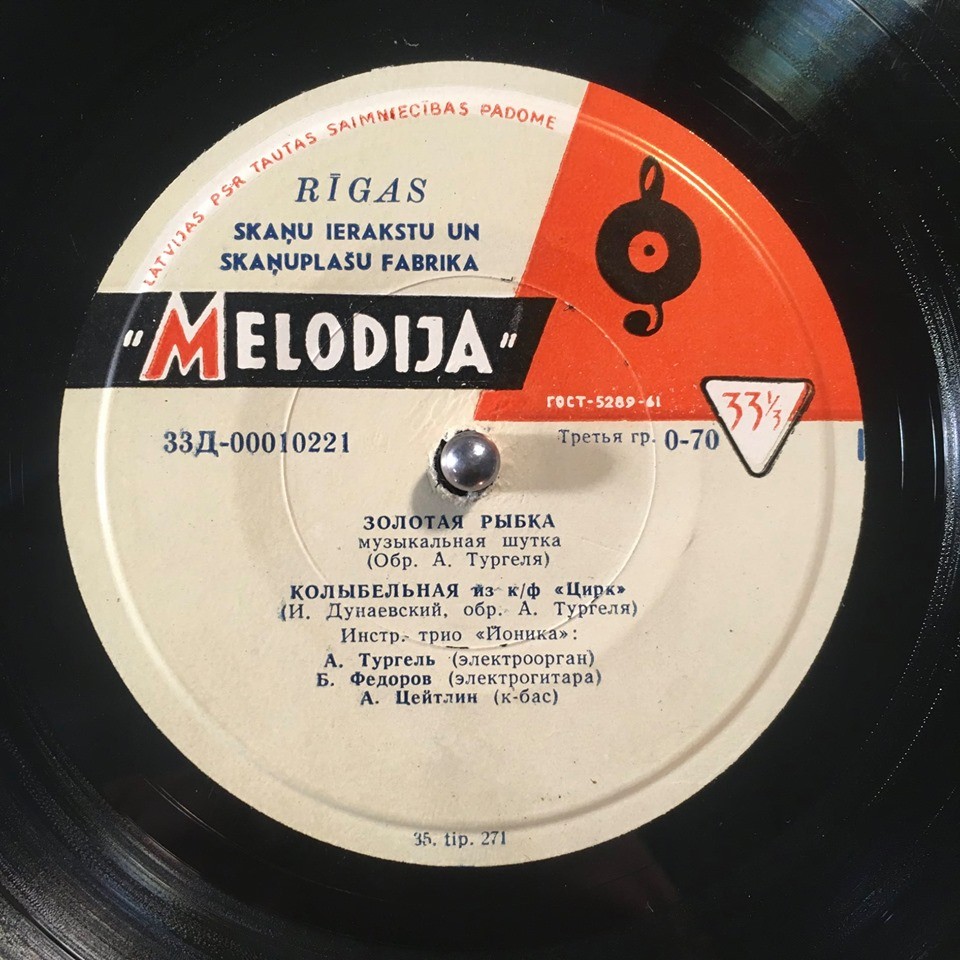 LATVIJAS PSR TAUTAS SAIMNIECĪBAS PADOME
RĪGAS
SKAŅU IERAKSTU UN
SKAŅUPLAŠU FABRIKA
"MELODIJA"
ГОСТ-5289-61
33⅓
33Д-00010221
Третья гр. 0-70
ЗОЛОТАЯ РЫБКА
музыкальная шутка
(Обр. А. Тургеля)
КОЛЫБЕЛЬНАЯ из к/ф «Цирк»
(И. Дунаевский, обр. А. Тургеля)
Инстр. трио «Йоника»:
А. Тургель (электроорган)
Б. Федоров (электрогитара)
А. Цейтлин (к-бас)
35. tip. 271